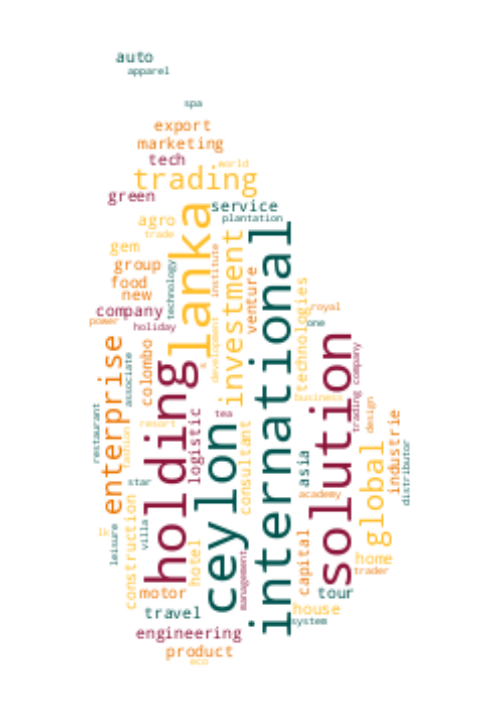 auto
apparel
spa
export
marketing
tech
world
trading
green
lanka
service
plantation
agro
trade
international
investment
gem
institute
group
technology
venture
food
new
technologies
royal
company
power
holiday
one
development
enterprise
colombo
associate
holding
solution
trading company
business
restaurant
fashion
resort
logistic
tea
ceylon
consultant
design
industrie
distributor
global
asia
star
academy
lk
leisure
villa
construction
hotel
management
capital
home
trader
motor
tour
travel
house
system
engineering
product
eco